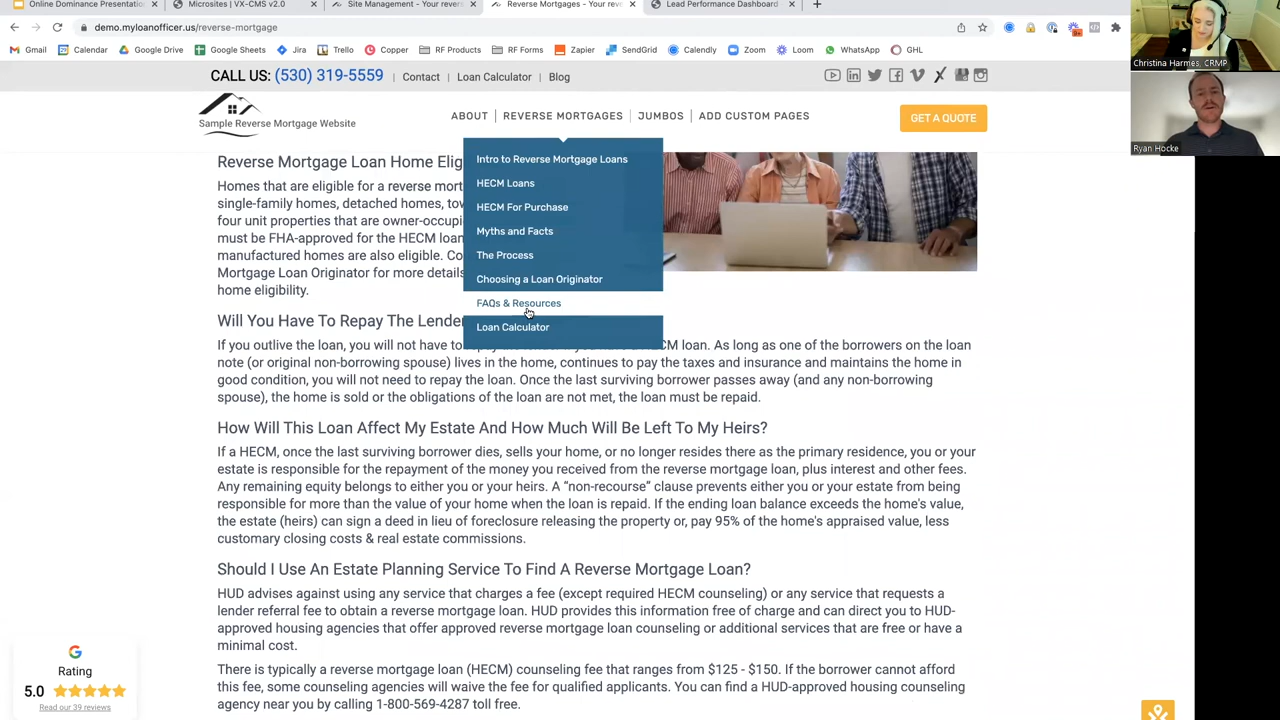 Online Dominance Presentatio
Microsites | VX-CMS v2.0
Site Management - Your revers
Reverse Mortgages - Your rev
Lead Performance Dashboard
demo.myloanofficer.us/reverse-mortgage
Gmail
Calendar
Google Drive
Google Sheets
Jira
Trello
Copper
RF Products
RF Forms
Zapier
SendGrid
Calendly
Zoom
Loom
WhatsApp
GHL
Christina Harmes, CRMP
Ryan Hocke
CALL US: (530) 319-5559
Contact
Loan Calculator
Blog
Sample Reverse Mortgage Website
ABOUT
REVERSE MORTGAGES
JUMBOS
ADD CUSTOM PAGES
GET A QUOTE
Intro to Reverse Mortgage Loans
HECM Loans
HECM For Purchase
Myths and Facts
The Process
Choosing a Loan Originator
FAQs & Resources
Loan Calculator
Reverse Mortgage Loan Home Elig
Homes that are eligible for a reverse mort
single-family homes, detached homes, tow
four unit properties that are owner-occupi
must be FHA-approved for the HECM loan
manufactured homes are also eligible. Co
Mortgage Loan Originator for more details
home eligibility.
Will You Have To Repay The Lender
If you outlive the loan, you will not have to repay the lender if you have a HECM loan. As long as one of the borrowers on the loan
note (or original non-borrowing spouse) lives in the home, continues to pay the taxes and insurance and maintains the home in
good condition, you will not need to repay the loan. Once the last surviving borrower passes away (and any non-borrowing
spouse), the home is sold or the obligations of the loan are not met, the loan must be repaid.
How Will This Loan Affect My Estate And How Much Will Be Left To My Heirs?
If a HECM, once the last surviving borrower dies, sells your home, or no longer resides there as the primary residence, you or your
estate is responsible for the repayment of the money you received from the reverse mortgage loan, plus interest and other fees.
Any remaining equity belongs to either you or your heirs. A “non-recourse” clause prevents either you or your estate from being
responsible for more than the value of your home when the loan is repaid. If the ending loan balance exceeds the home's value,
the estate (heirs) can sign a deed in lieu of foreclosure releasing the property or, pay 95% of the home's appraised value, less
customary closing costs & real estate commissions.
Should I Use An Estate Planning Service To Find A Reverse Mortgage Loan?
HUD advises against using any service that charges a fee (except required HECM counseling) or any service that requests a
lender referral fee to obtain a reverse mortgage loan. HUD provides this information free of charge and can direct you to HUD-
approved housing agencies that offer approved reverse mortgage loan counseling or additional services that are free or have a
minimal cost.
There is typically a reverse mortgage loan (HECM) counseling fee that ranges from $125 - $150. If the borrower cannot afford
this fee, some counseling agencies will waive the fee for qualified applicants. You can find a HUD-approved housing counseling
agency near you by calling 1-800-569-4287 toll free.
Rating
5.0
Read our 39 reviews